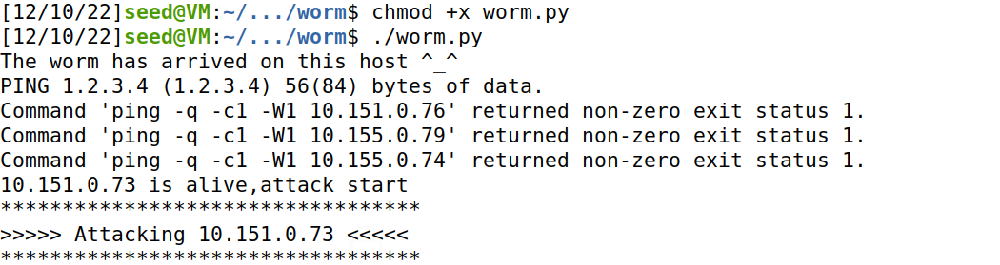 [12/10/22]seed@VM:~/.../worm$ chmod +x worm.py
[12/10/22]seed@VM:~/.../worm$ ./worm.py
The worm has arrived on this host ^_^
PING 1.2.3.4 (1.2.3.4) 56(84) bytes of data.
Command 'ping -q -c1 -W1 10.151.0.76' returned non-zero exit status 1.
Command 'ping -q -c1 -W1 10.155.0.79' returned non-zero exit status 1.
Command 'ping -q -c1 -W1 10.155.0.74' returned non-zero exit status 1.
10.151.0.73 is alive,attack start
**********************************
>>>>> Attacking 10.151.0.73 <<<<<
**********************************